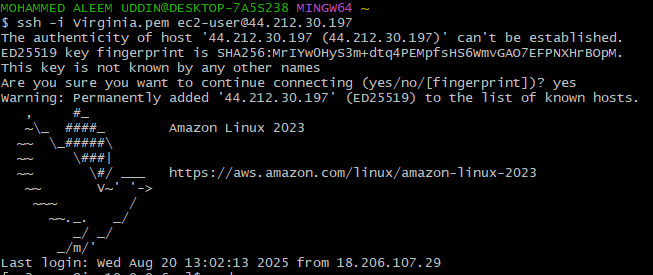 MOHAMMED ALEEM UDDIN@DESKTOP-7A5S238 MINGW64 ~
$ ssh -i Virginia.pem ec2-user@44.212.30.197
The authenticity of host '44.212.30.197 (44.212.30.197)' can't be established.
ED25519 key fingerprint is SHA256:MrIYwOHyS3m+dtq4PEMpfsHS6WmvGAO7EFPNXHrBOpM.
This key is not known by any other names
Are you sure you want to continue connecting (yes/no/[fingerprint])? yes
Warning: Permanently added '44.212.30.197' (ED25519) to the list of known hosts.
   ,     #_
   ~\_  ####_        Amazon Linux 2023
  ~~  \_#####\
  ~~     \###|
  ~~       \#/ ___   https://aws.amazon.com/linux/amazon-linux-2023
   ~~       V~' '->
    ~~~         /
      ~~._.   _/
         _/ _/
       _/m/'
Last login: Wed Aug 20 13:02:13 2025 from 18.206.107.29